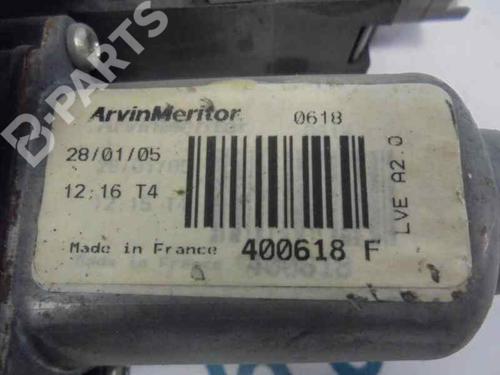 B-PARTS
ArvinMeritor 0618
28/01/05
12:16 T4
Made in France 400618 F
LVE A2.0